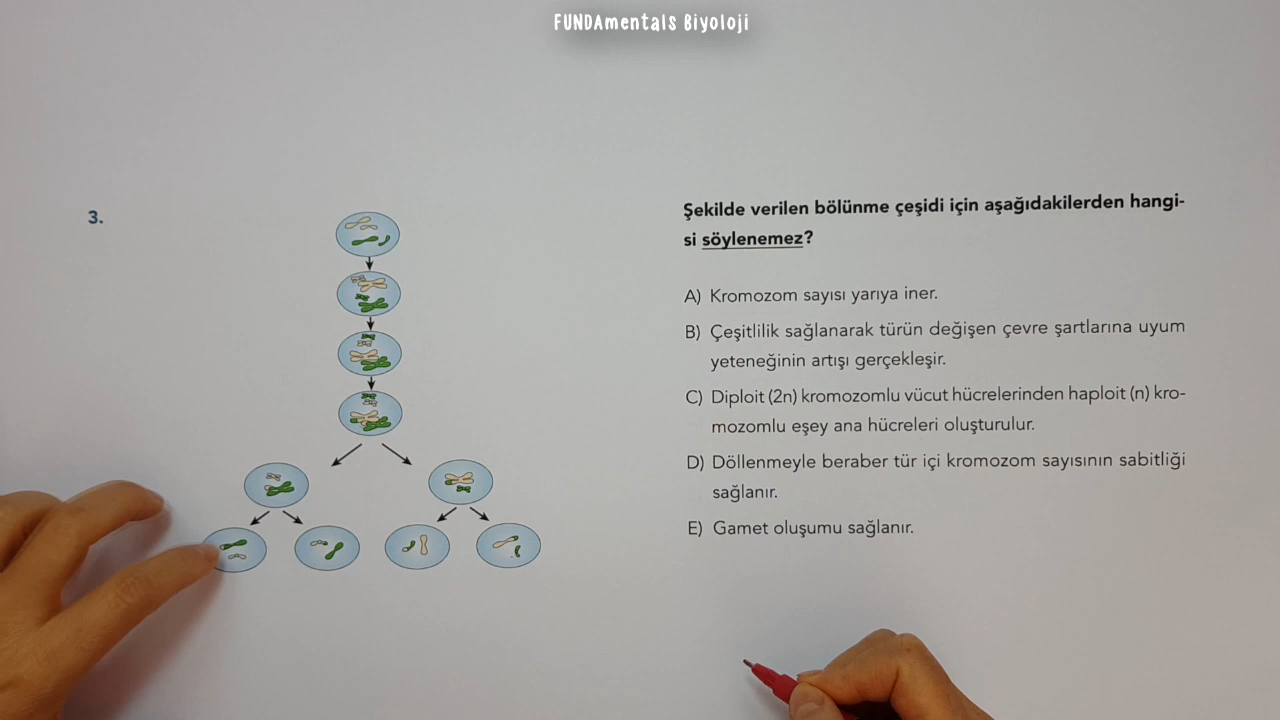 FUNDAmentals Biyoloji
3.
Şekilde verilen bölünme çeşidi için aşağıdakilerden hangi-
si söylenemez?
A) Kromozom sayısı yarıya iner.
B) Çeşitlilik sağlanarak türün değişen çevre şartlarına uyum
yeteneğinin artışı gerçekleşir.
C) Diploit (2n) kromozomlu vücut hücrelerinden haploit (n) kro-
mozomlu eşey ana hücreleri oluşturulur.
D) Döllenmeyle beraber tür içi kromozom sayısının sabitliği
sağlanır.
E) Gamet oluşumu sağlanır.